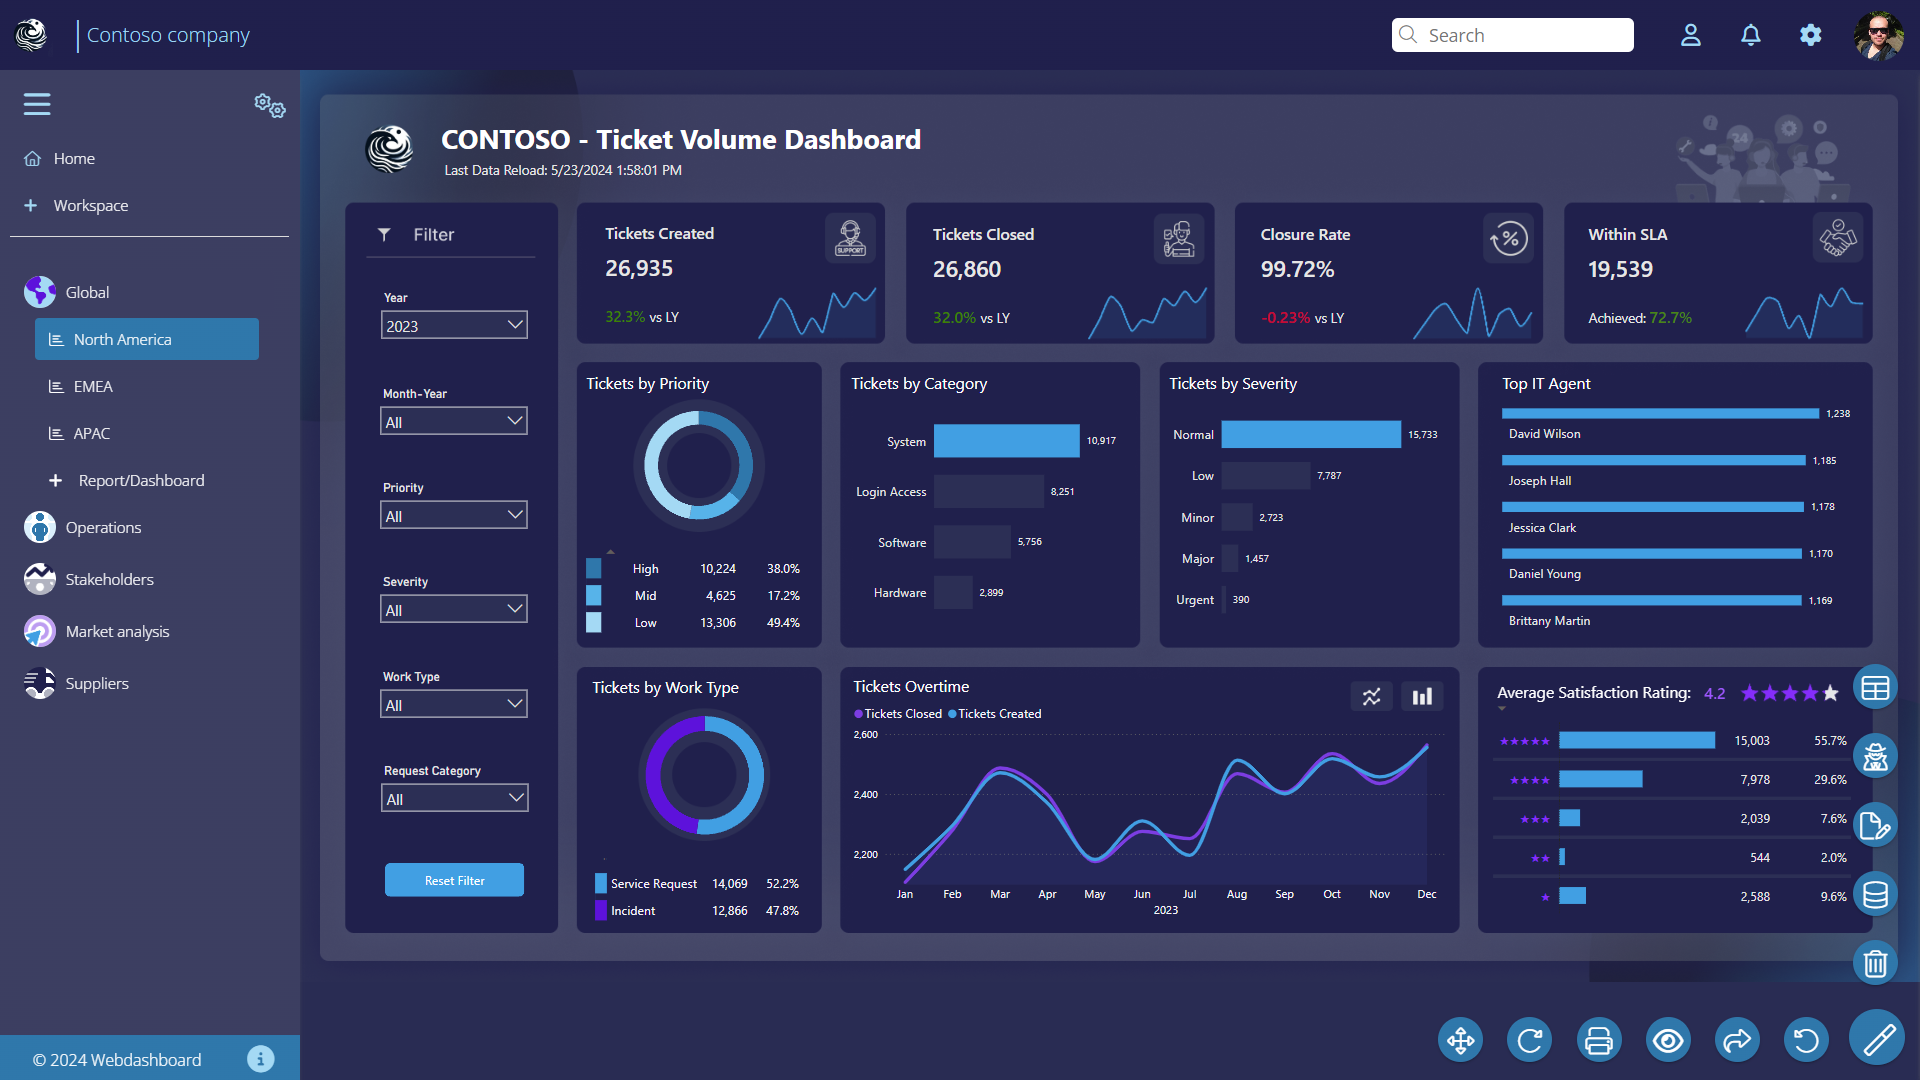 Contoso company
Search
Home
Workspace
Global
North America
EMEA
APAC
Report/Dashboard
Operations
Stakeholders
Market analysis
Suppliers
© 2024 Webdashboard
CONTOSO - Ticket Volume Dashboard
Last Data Reload: 5/23/2024 1:58:01 PM
24
Filter
Year
2023
Month-Year
All
Priority
All
Severity
All
Work Type
All
Request Category
All
Reset Filter
Tickets Created
26,935
32.3% vs LY
SUPPORT
Tickets Closed
26,860
32.0% vs LY
Closure Rate
99.72%
-0.23% vs LY
%
Within SLA
19,539
Achieved: 72.7%
Tickets by Priority
High 10,224 38.0%
Mid 4,625 17.2%
Low 13,306 49.4%
Tickets by Category
System 10,917
Login Access 8,251
Software 5,756
Hardware 2,899
Tickets by Severity
Normal 15,733
Low 7,787
Minor 2,723
Major 1,457
Urgent 390
Top IT Agent
1,238
David Wilson
1,185
Joseph Hall
1,178
Jessica Clark
1,170
Daniel Young
1,169
Brittany Martin
Tickets by Work Type
Service Request 14,069 52.2%
Incident 12,866 47.8%
Tickets Overtime
Tickets Closed Tickets Created
2,600
2,400
2,200
Jan Feb Mar Apr May Jun Jul Aug Sep Oct Nov Dec
2023
Average Satisfaction Rating: 4.2
15,003 55.7%
7,978 29.6%
2,039 7.6%
544 2.0%
2,588 9.6%